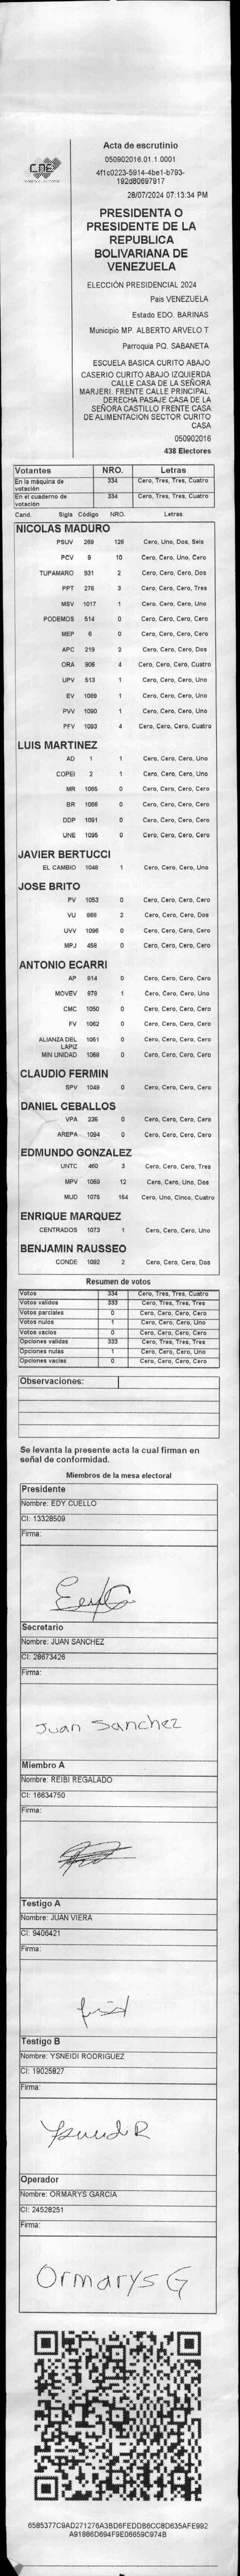 Acta de escrutinio
050902016.01.1.0001
4f1c0223-5914-4be1-b793-
192d80697917
28/07/2024 07:13:34 PM
CNE
PRESIDENTA O
PRESIDENTE DE LA
REPUBLICA
BOLIVARIANA DE
VENEZUELA
ELECCIÓN PRESIDENCIAL 2024
Pais VENEZUELA
Estado EDO. BARINAS
Municipio MP. ALBERTO ARVELO T
Parroquia PQ. SABANETA
ESCUELA BASICA CURITO ABAJO
CASERIO CURITO ABAJO IZQUIERDA
CALLE CASA DE LA SEÑORA
MARJERI. FRENTE CALLE PRINCIPAL.
DERECHA PASAJE CASA DE LA
SEÑORA CASTILLO FRENTE CASA
DE ALIMENTACION SECTOR CURITO
CASA
050902016
438 Electores
Votantes NRO. Letras
En la máquina de votación 334 Cero, Tres, Tres, Cuatro
En el cuaderno de votación 334 Cero, Tres, Tres, Cuatro
Cand. Sigla Código NRO. Letras
NICOLAS MADURO
PSUV 269 126 Cero, Uno, Dos, Seis
PCV 9 10 Cero, Cero, Uno, Cero
TUPAMARO 931 2 Cero, Cero, Cero, Dos
PPT 276 3 Cero, Cero, Cero, Tres
MSV 1017 1 Cero, Cero, Cero, Uno
PODEMOS 514 0 Cero, Cero, Cero, Cero
MEP 6 0 Cero, Cero, Cero, Cero
APC 219 2 Cero, Cero, Cero, Dos
ORA 906 4 Cero, Cero, Cero, Cuatro
UPV 513 1 Cero, Cero, Cero, Uno
EV 1089 1 Cero, Cero, Cero, Uno
PVV 1090 1 Cero, Cero, Cero, Uno
PFV 1093 4 Cero, Cero, Cero, Cuatro
LUIS MARTINEZ
AD 1 1 Cero, Cero, Cero, Uno
COPEI 2 1 Cero, Cero, Cero, Uno
MR 1065 0 Cero, Cero, Cero, Cero
BR 1066 0 Cero, Cero, Cero, Cero
DDP 1091 0 Cero, Cero, Cero, Cero
UNE 1095 0 Cero, Cero, Cero, Cero
JAVIER BERTUCCI
EL CAMBIO 1048 1 Cero, Cero, Cero, Uno
JOSE BRITO
PV 1053 0 Cero, Cero, Cero, Cero
VU 868 2 Cero, Cero, Cero, Dos
UVV 1096 0 Cero, Cero, Cero, Cero
MPJ 458 0 Cero, Cero, Cero, Cero
ANTONIO ECARRI
AP 814 0 Cero, Cero, Cero, Cero
MOVEV 978 1 Cero, Cero, Cero, Uno
CMC 1050 0 Cero, Cero, Cero, Cero
FV 1062 0 Cero, Cero, Cero, Cero
ALIANZA DEL LAPIZ 1051 0 Cero, Cero, Cero, Cero
MIN UNIDAD 1068 0 Cero, Cero, Cero, Cero
CLAUDIO FERMIN
SPV 1049 0 Cero, Cero, Cero, Cero
DANIEL CEBALLOS
VPA 236 0 Cero, Cero, Cero, Cero
AREPA 1094 0 Cero, Cero, Cero, Cero
EDMUNDO GONZALEZ
UNTC 460 3 Cero, Cero, Cero, Tres
MPV 1069 12 Cero, Cero, Uno, Dos
MUD 1075 154 Cero, Uno, Cinco, Cuatro
ENRIQUE MARQUEZ
CENTRADOS 1073 1 Cero, Cero, Cero, Uno
BENJAMIN RAUSSEO
CONDE 1092 2 Cero, Cero, Cero, Dos
Resumen de votos
Votos 334 Cero, Tres, Tres, Cuatro
Votos validos 333 Cero, Tres, Tres, Tres
Votos parciales 0 Cero, Cero, Cero, Cero
Votos nulos 1 Cero, Cero, Cero, Uno
Votos vacios 0 Cero, Cero, Cero, Cero
Opciones validas 333 Cero, Tres, Tres, Tres
Opciones nulas 1 Cero, Cero, Cero, Uno
Opciones vacias 0 Cero, Cero, Cero, Cero
Observaciones:
Se levanta la presente acta la cual firman en
señal de conformidad.
Miembros de la mesa electoral
Presidente
Nombre: EDY CUELLO
CI: 13328509
Firma:
Secretario
Nombre: JUAN SANCHEZ
CI: 28673426
Firma:
Juan Sanchez
Miembro A
Nombre: REIBI REGALADO
CI: 16634750
Firma:
Testigo A
Nombre: JUAN VIERA
CI: 9406421
Firma:
Testigo B
Nombre: YSNEIDI RODRIGUEZ
CI: 19025827
Firma:
Operador
Nombre: ORMARYS GARCIA
CI: 24528251
Firma:
Ormarys G
6585377C9AD271276A3BD6FEDDB6CC8D635AFE992
A91886D694F9E06659C974B